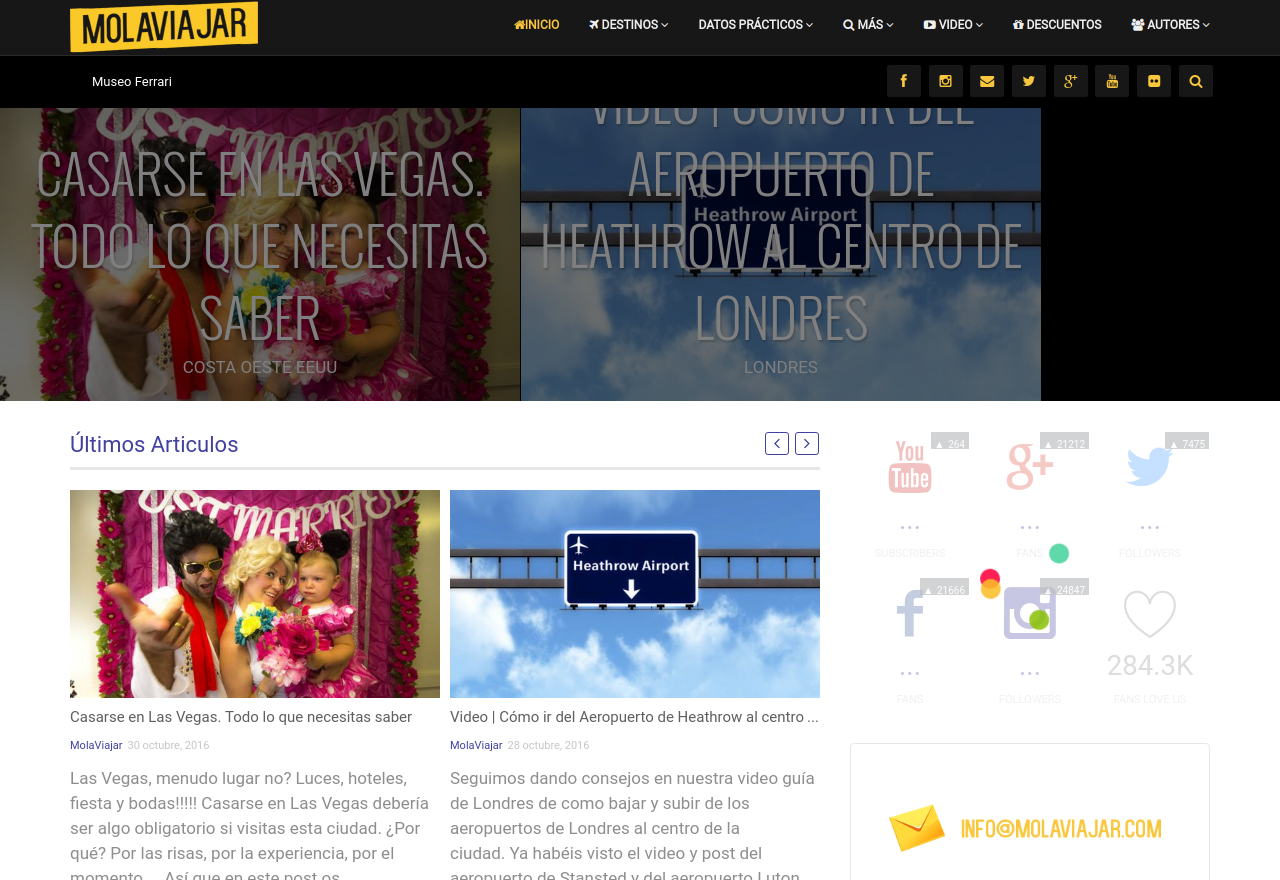 MOLAVIAJAR
INICIO
DESTINOS
DATOS PRÁCTICOS
MÁS
VIDEO
DESCUENTOS
AUTORES
Museo Ferrari
CASARSE EN LAS VEGAS.
TODO LO QUE NECESITAS
SABER
COSTA OESTE EEUU
VIDEO | CÓMO IR DEL
AEROPUERTO DE
HEATHROW AL CENTRO DE
LONDRES
LONDRES
Heathrow Airport
Últimos Articulos
ST MARRIED
Heathrow Airport
Casarse en Las Vegas. Todo lo que necesitas saber
MolaViajar 30 octubre, 2016
Las Vegas, menudo lugar no? Luces, hoteles,
fiesta y bodas!!!!! Casarse en Las Vegas debería
ser algo obligatorio si visitas esta ciudad. ¿Por
qué? Por las risas, por la experiencia, por el
momento… Así que en este post os
Video | Cómo ir del Aeropuerto de Heathrow al centro ...
MolaViajar 28 octubre, 2016
Seguimos dando consejos en nuestra video guía
de Londres de como bajar y subir de los
aeropuertos de Londres al centro de la
ciudad. Ya habéis visto el video y post del
aeropuerto de Stansted y del aeropuerto Luton
▲ 264
You Tube
...
SUBSCRIBERS
▲ 21212
g+
...
FANS
▲ 7475
...
FOLLOWERS
▲ 21666
...
FANS
▲ 24847
...
FOLLOWERS
284.3K
FANS LOVE US
INFO@MOLAVIAJAR.COM